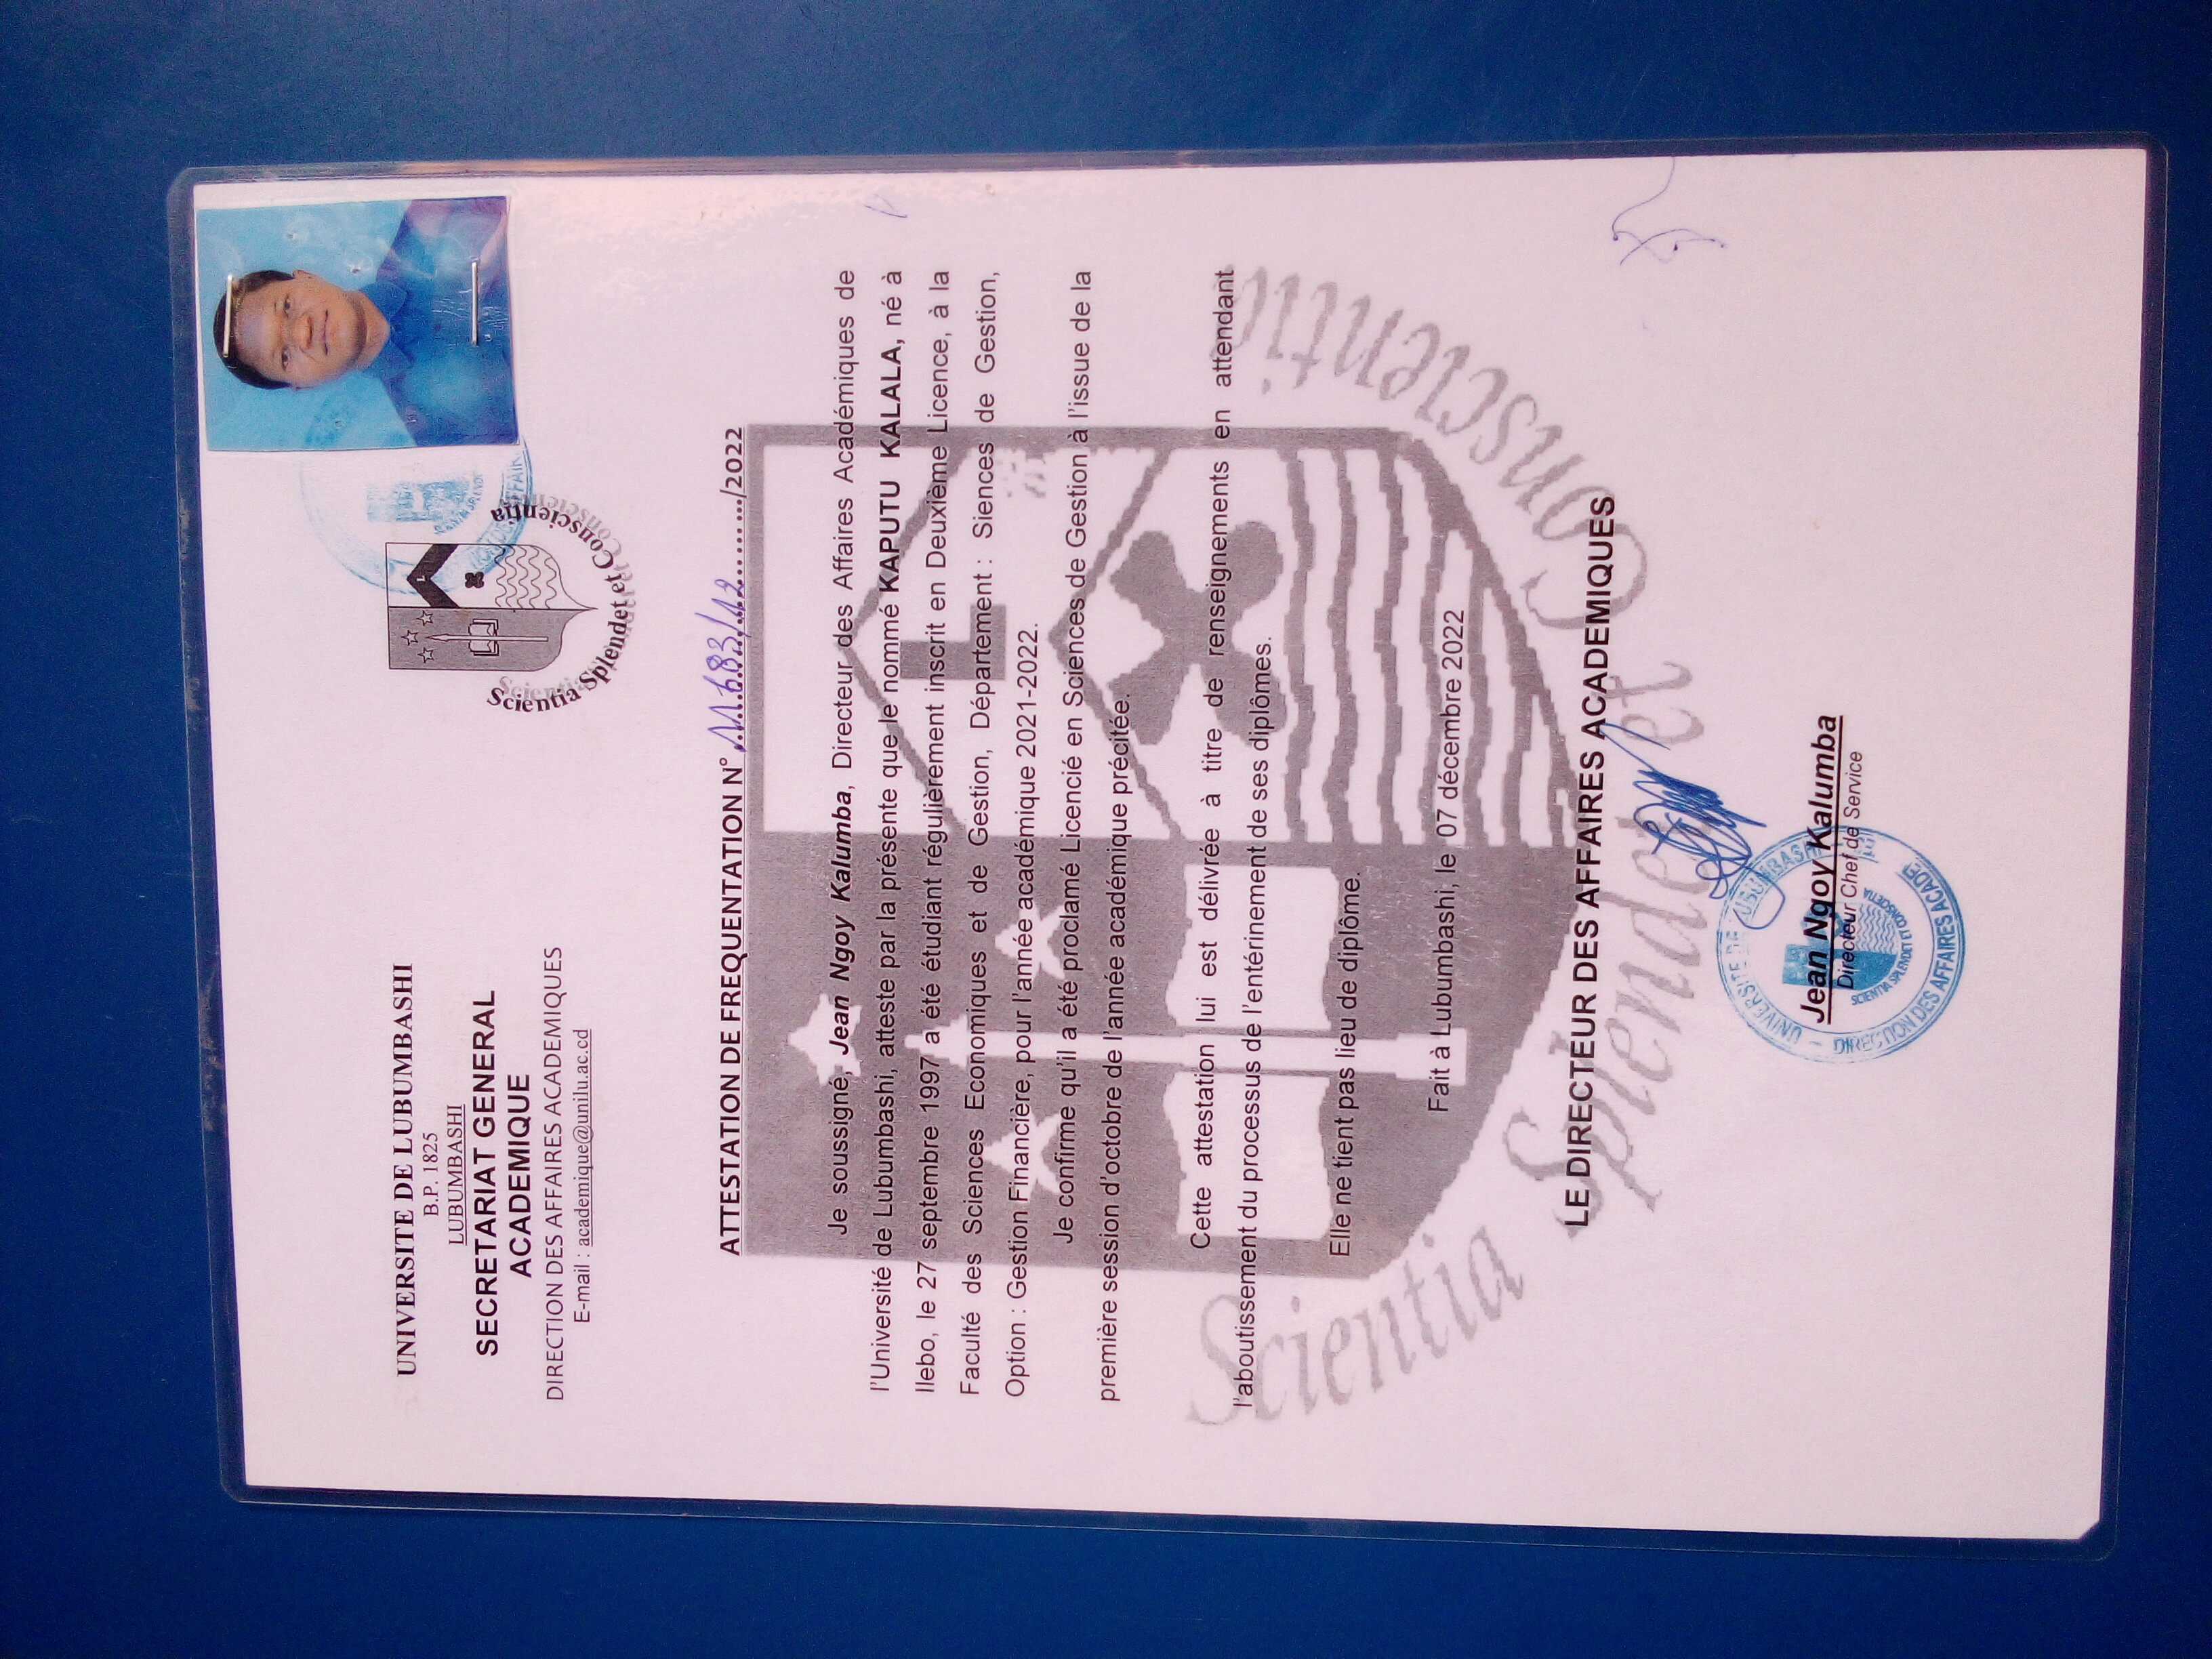 UNIVERSITE DE LUBUMBASHI
B.P. 1825
LUBUMBASHI
SECRETARIAT GENERAL
ACADEMIQUE
DIRECTION DES AFFAIRES ACADEMIQUES
E-mail : academique@unilu.ac.cd
L
Scientia Splendet et Conscientia
ATTESTATION DE FREQUENTATION N° 11683/12........./2022
Je soussigné, Jean Ngoy Kalumba, Directeur des Affaires Académiques de
l'Université de Lubumbashi, atteste par la présente que le nommé KAPUTU KALALA, né à
Ilebo, le 27 septembre 1997 a été étudiant régulièrement inscrit en Deuxième Licence, à la
Faculté des Sciences Economiques et de Gestion, Département : Siences de Gestion,
Option : Gestion Financière, pour l'année académique 2021-2022.
Je confirme qu'il a été proclamé Licencié en Sciences de Gestion à l'issue de la
première session d'octobre de l'année académique précitée.
Cette attestation lui est délivrée à titre de renseignements en attendant
l'aboutissement du processus de l'entérinement de ses diplômes.
Elle ne tient pas lieu de diplôme.
Fait à Lubumbashi, le 07 décembre 2022
Scientia Splendet et Conscientia
LE DIRECTEUR DES AFFAIRES ACADEMIQUES
Jean Ngoy Kalumba
Directeur Chef de Service
UNIVERSITE DE LUBUMBASHI
SCIENTIA SPLENDET ET CONSCIETIA
DIRECTION DES AFFAIRES ACADE